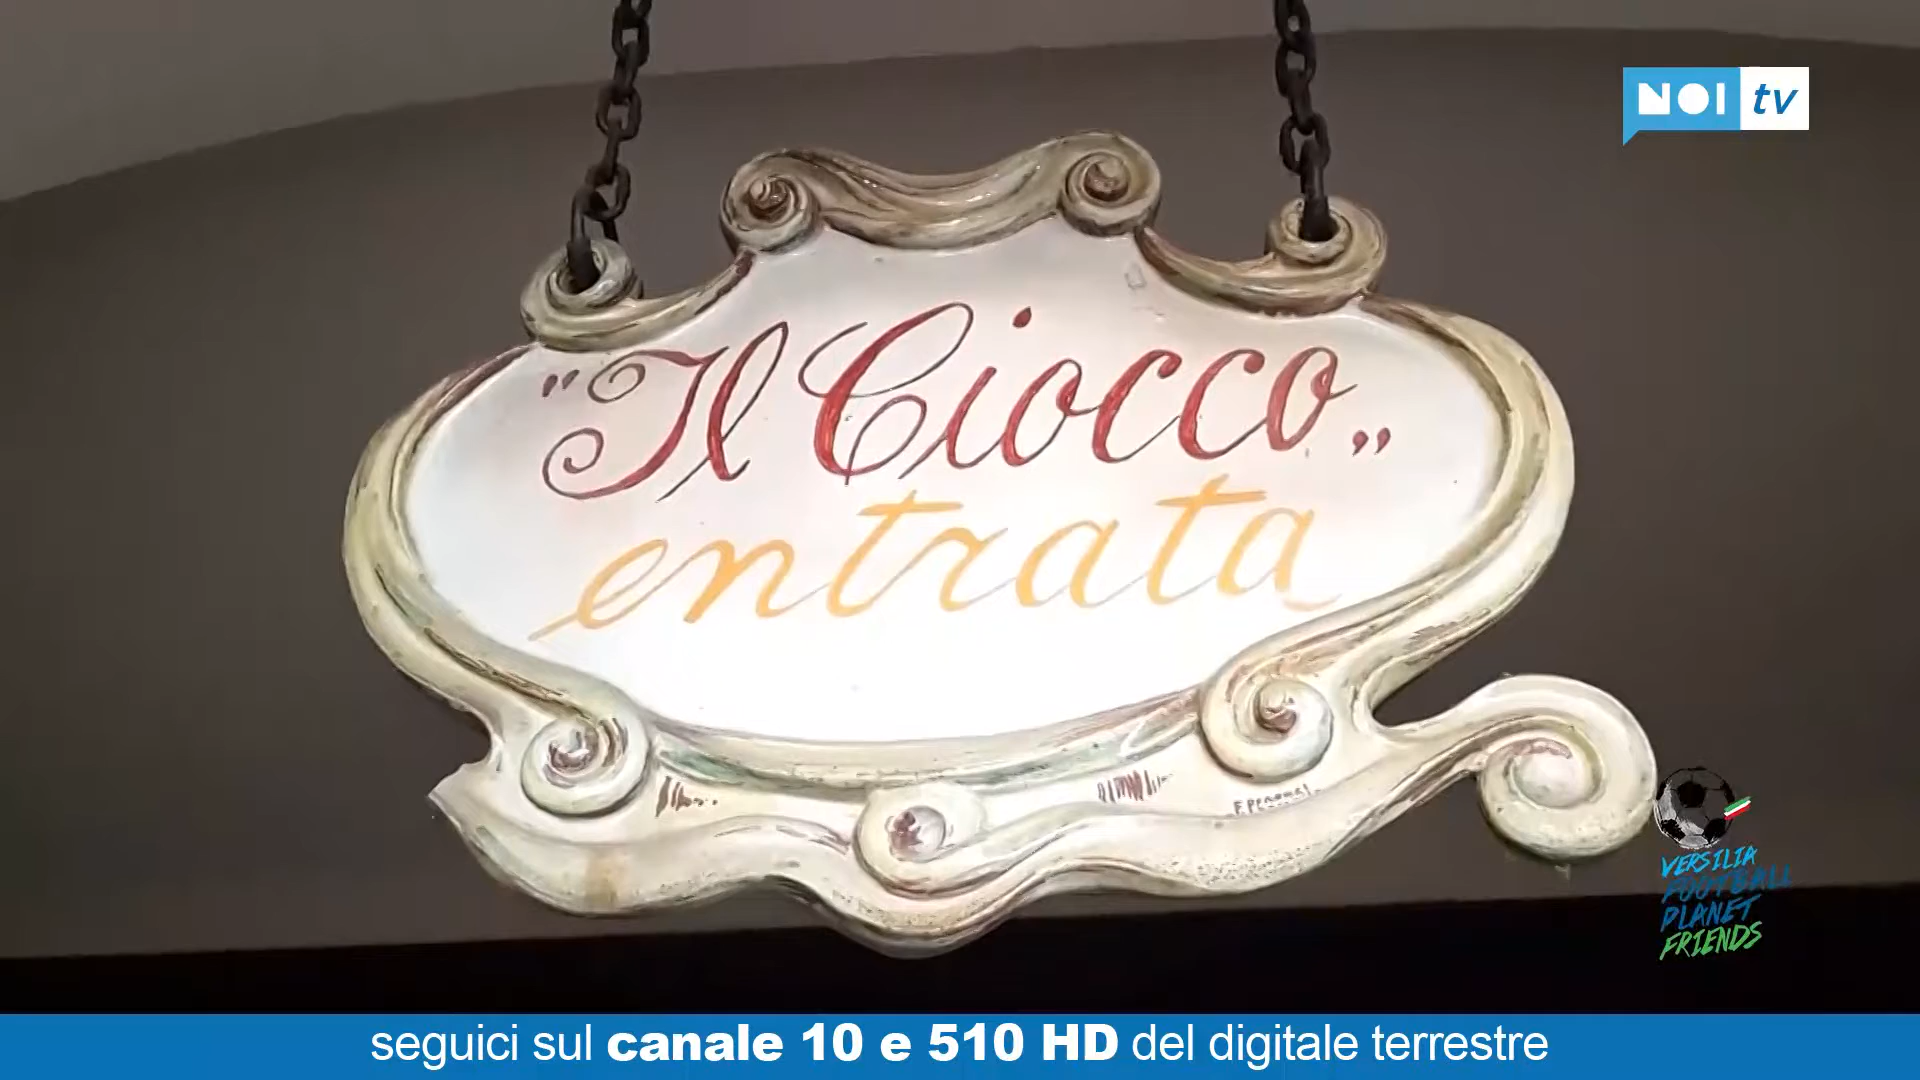 NOI tv
"Il Ciocco„
entrata
VERSILIA
FOOTBALL
PLANET
FRIENDS
seguici sul canale 10 e 510 HD del digitale terrestre